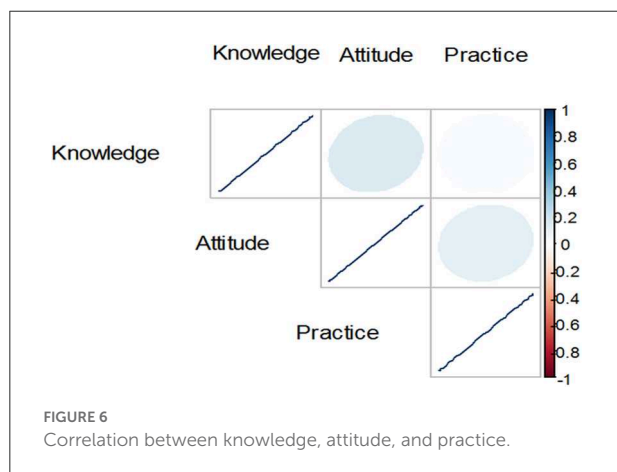 Knowledge Attitude Practice
Knowledge
Attitude
Practice
1
0.8
0.6
0.4
0.2
0
-0.2
-0.4
-0.6
0.8
-1
FIGURE 6
Correlation between knowledge, attitude, and practice.